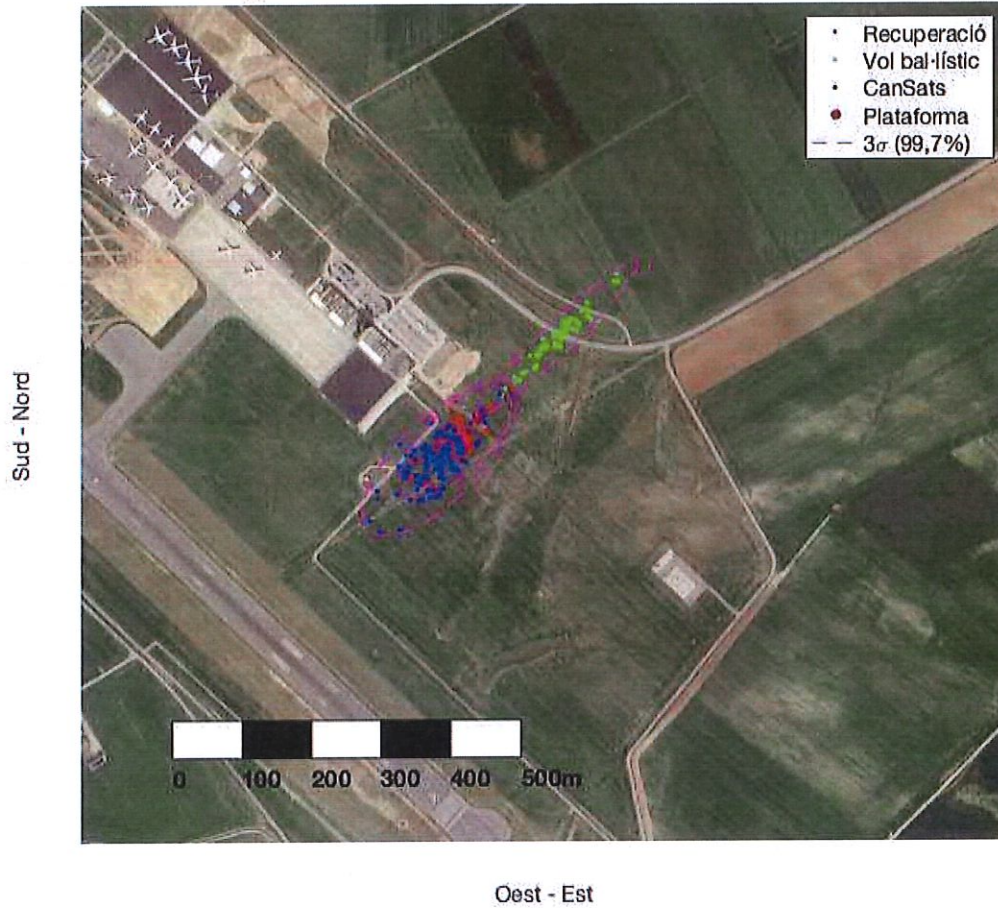 Recuperació
Vol bal·lístic
CanSats
Plataforma
3σ (99,7%)
Sud - Nord
0 100 200 300 400 500m
Oest - Est